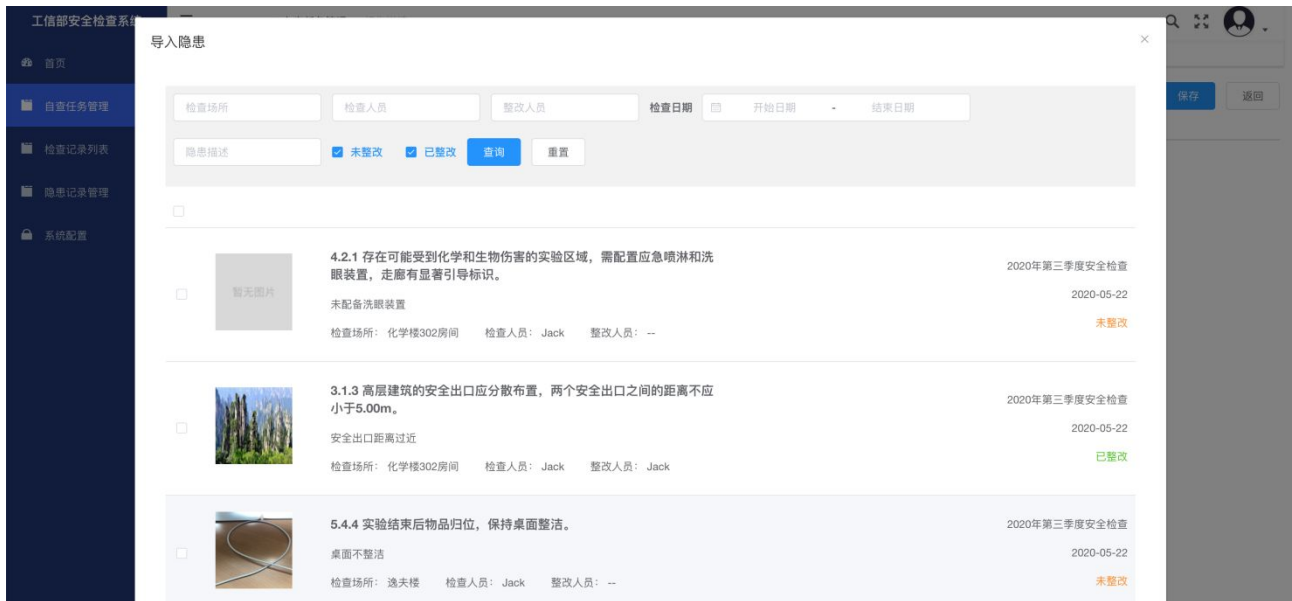 工信部安全检查系统
导入隐患
首页
自查任务管理
检查记录列表
隐患记录管理
系统配置
保存
返回
检查场所
检查人员
整改人员
检查日期
开始日期 - 结束日期
隐患描述
未整改
已整改
查询
重置
暂无图片
4.2.1 存在可能受到化学和生物伤害的实验区域，需配置应急喷淋和洗
眼装置，走廊有显著引导标识。
未配备洗眼装置
检查场所： 化学楼302房间 检查人员： Jack 整改人员： --
2020年第三季度安全检查
2020-05-22
未整改
3.1.3 高层建筑的安全出口应分散布置，两个安全出口之间的距离不应
小于5.00m。
安全出口距离过近
检查场所： 化学楼302房间 检查人员： Jack 整改人员： Jack
2020年第三季度安全检查
2020-05-22
已整改
5.4.4 实验结束后物品归位，保持桌面整洁。
桌面不整洁
检查场所： 逸夫楼 检查人员： Jack 整改人员： --
2020年第三季度安全检查
2020-05-22
未整改